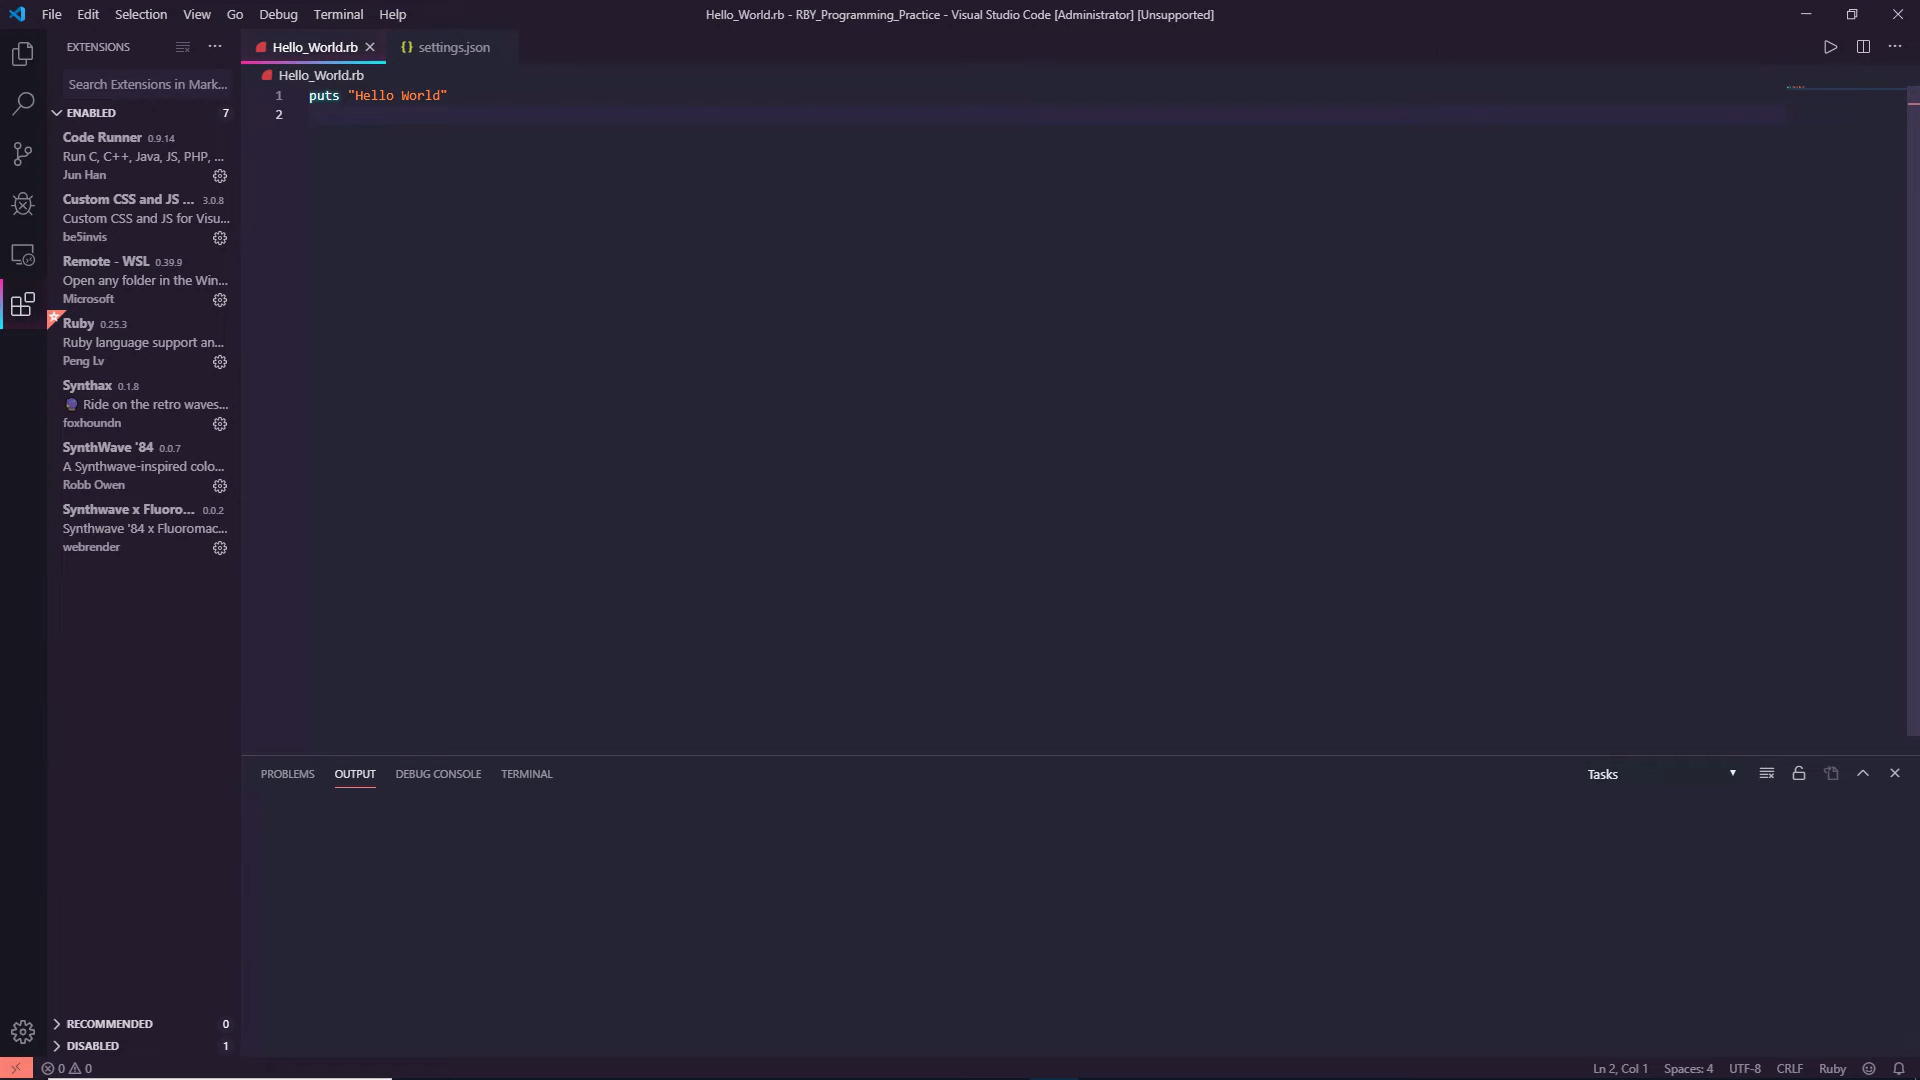 File Edit Selection View Go Debug Terminal Help
Hello_World.rb - RBY_Programming_Practice - Visual Studio Code [Administrator] [Unsupported]
EXTENSIONS
Search Extensions in Mark...
ENABLED 7
Code Runner 0.9.14
Run C, C++, Java, JS, PHP, ...
Jun Han
Custom CSS and JS ... 3.0.8
Custom CSS and JS for Visu...
be5invis
Remote - WSL 0.39.9
Open any folder in the Win...
Microsoft
Ruby 0.25.3
Ruby language support an...
Peng Lv
Synthax 0.1.8
Ride on the retro waves...
foxhoundn
SynthWave '84 0.0.7
A Synthwave-inspired colo...
Robb Owen
Synthwave x Fluoro... 0.0.2
Synthwave '84 x Fluoromac...
webrender
RECOMMENDED 0
DISABLED 1
Hello_World.rb {} settings.json
Hello_World.rb
1 puts "Hello World"
2
PROBLEMS OUTPUT DEBUG CONSOLE TERMINAL Tasks
0 0 Ln 2, Col 1 Spaces: 4 UTF-8 CRLF Ruby